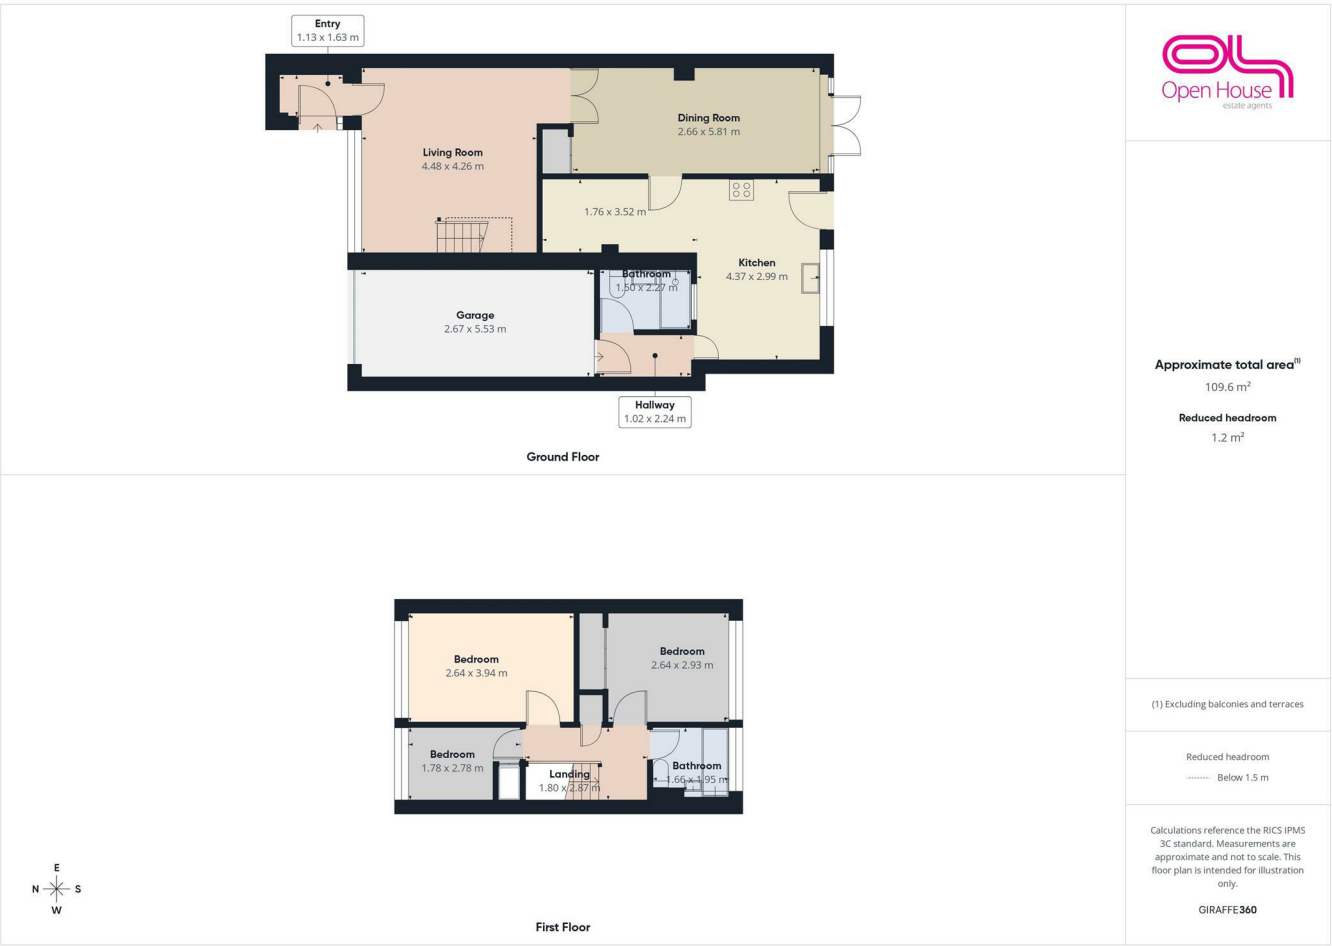 Entry
1.13 x 1.63 m
Living Room
4.48 x 4.26 m
Dining Room
2.66 x 5.81 m
1.76 x 3.52 m
Kitchen
4.37 x 2.99 m
Bathroom
1.50 x 2.27 m
Garage
2.67 x 5.53 m
Hallway
1.02 x 2.24 m
Ground Floor
Bedroom
2.64 x 3.94 m
Bedroom
2.64 x 2.93 m
Bedroom
1.78 x 2.78 m
Landing
1.80 x 2.87 m
Bathroom
1.66 x 1.95 m
E
N S
W
First Floor
Open House
estate agents
Approximate total area(1)
109.6 m²
Reduced headroom
1.2 m²
(1) Excluding balconies and terraces
Reduced headroom
Below 1.5 m
Calculations reference the RICS IPMS
3C standard. Measurements are
approximate and not to scale. This
floor plan is intended for illustration
only.
GIRAFFE360